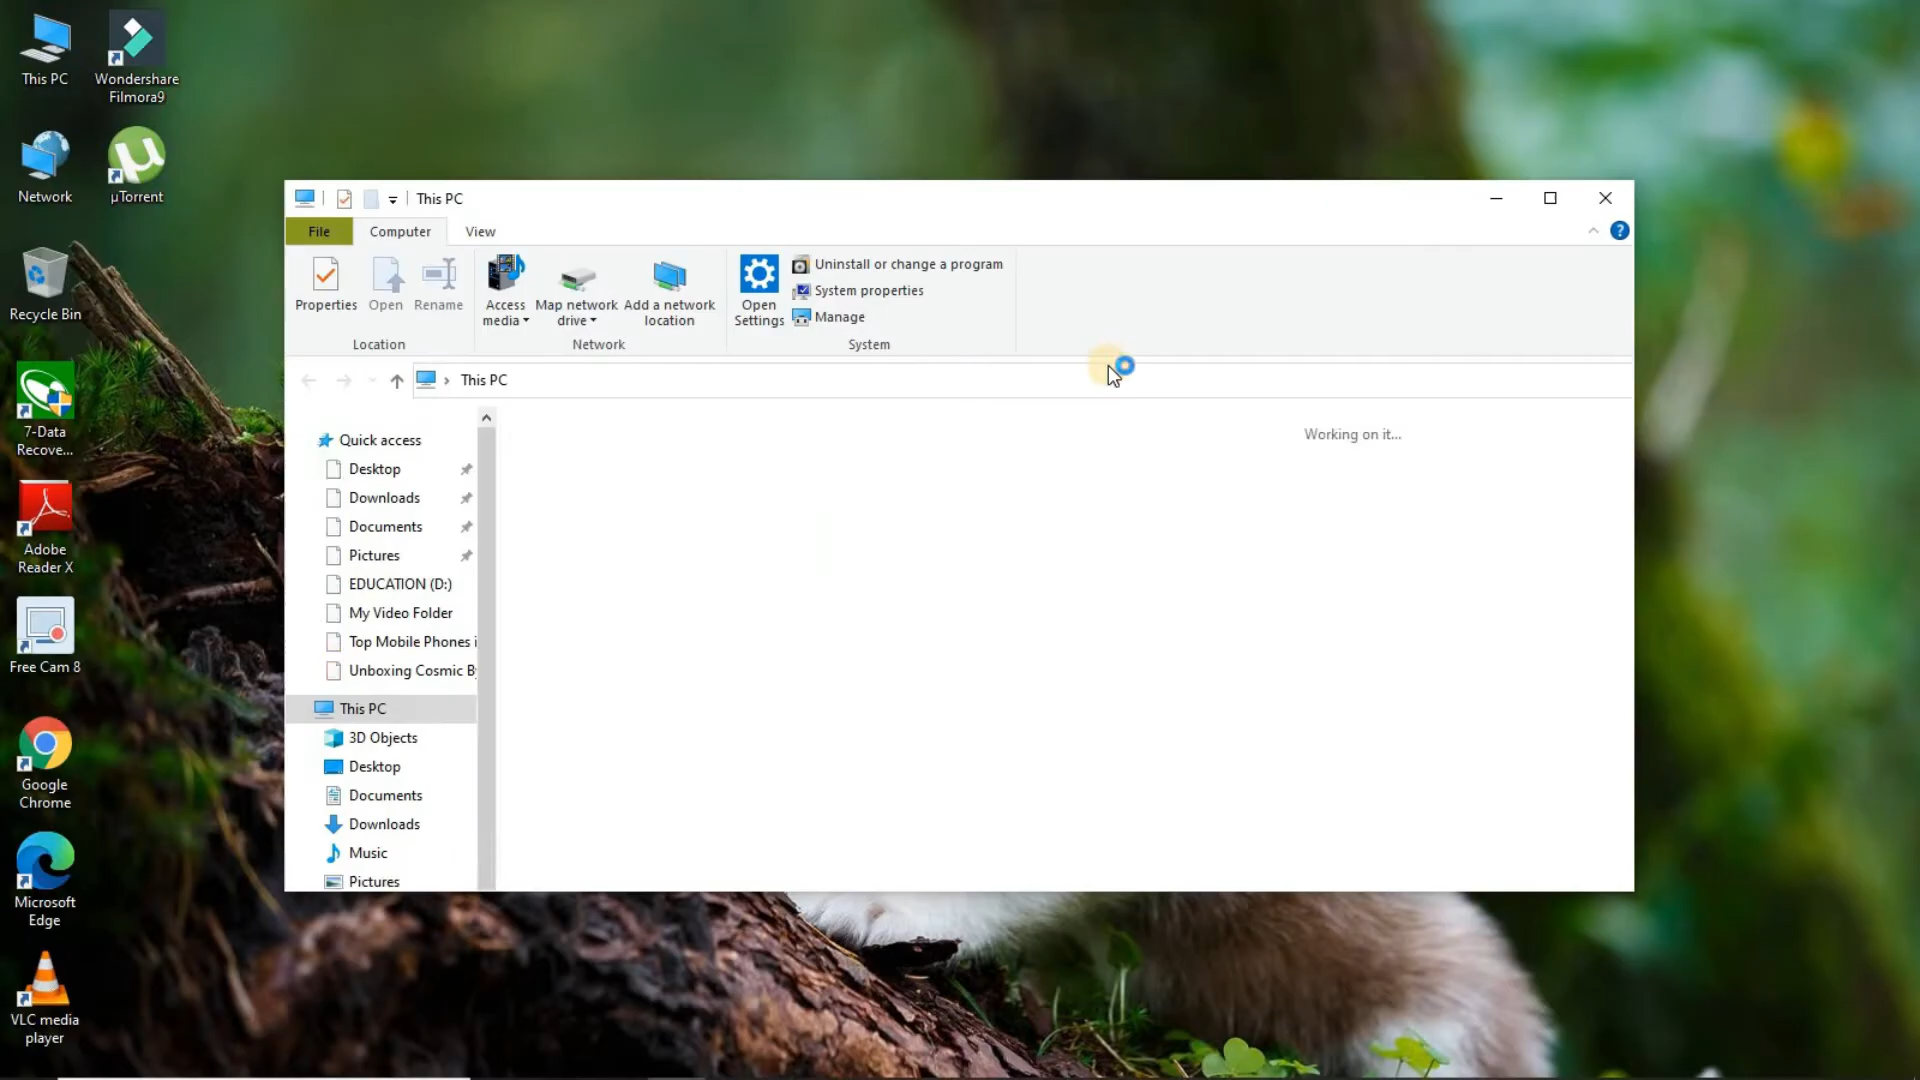 This PC
Wondershare
Filmora9
Network
µTorrent
Recycle Bin
7-Data
Recove...
Adobe
Reader X
Free Cam 8
Google
Chrome
Microsoft
Edge
VLC media
player
This PC
File
Computer
View
Properties
Open
Rename
Location
Access
media
Map network
drive
Add a network
location
Network
Open
Settings
Uninstall or change a program
System properties
Manage
System
This PC
Quick access
Desktop
Downloads
Documents
Pictures
EDUCATION (D:)
My Video Folder
Top Mobile Phones i
Unboxing Cosmic B
This PC
3D Objects
Desktop
Documents
Downloads
Music
Pictures
Working on it...